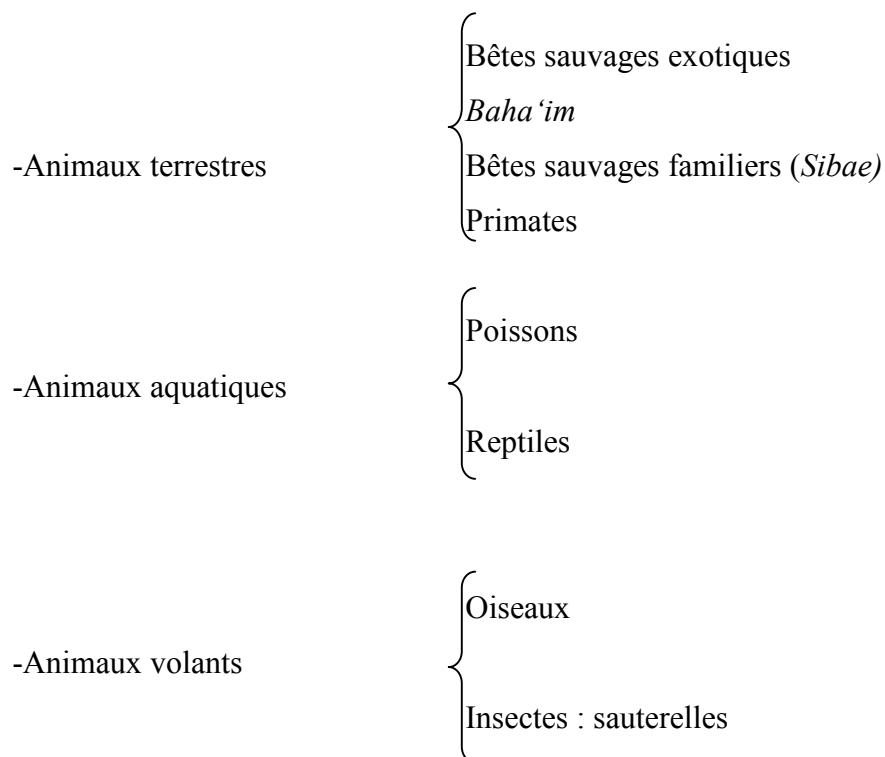 Bêtes sauvages exotiques
Baha‘im
-Animaux terrestres Bêtes sauvages familiers (Sibae)
Primates
Poissons
-Animaux aquatiques
Reptiles
Oiseaux
-Animaux volants
Insectes : sauterelles